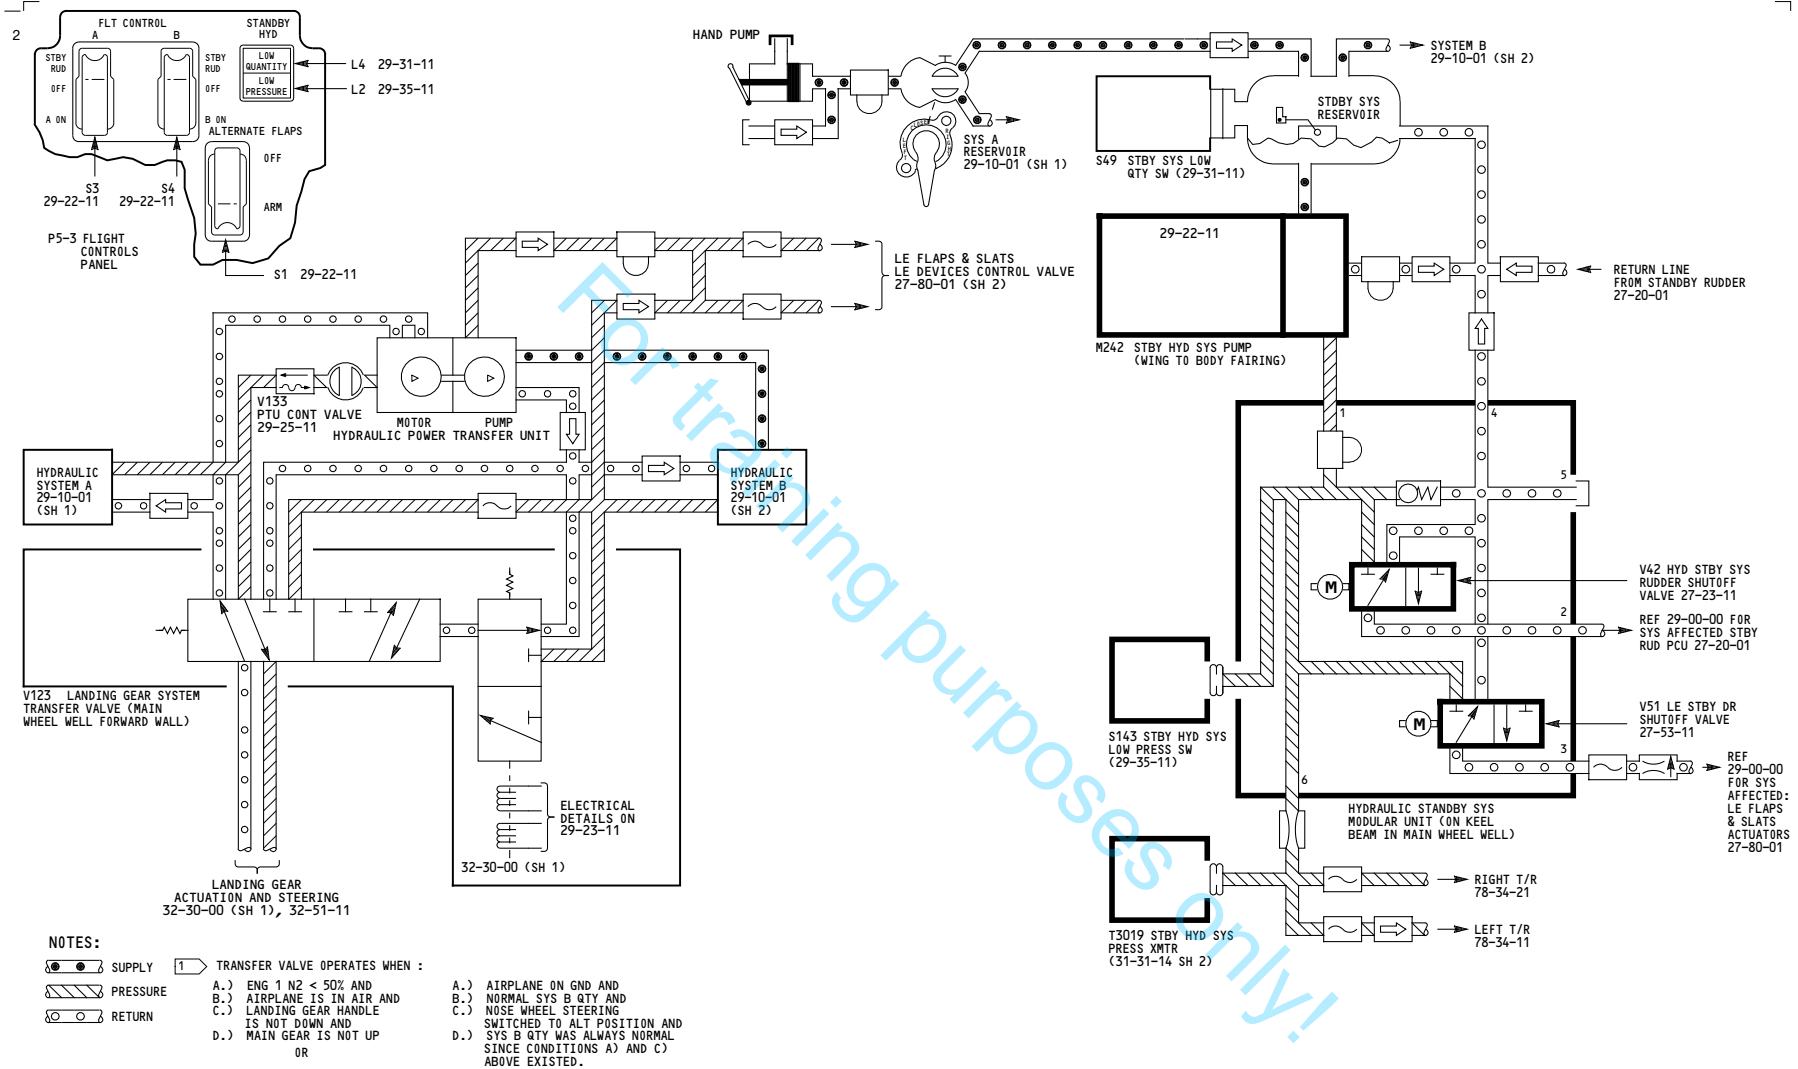 2
FLT CONTROL
A B
STBY
RUD
OFF
A ON
STBY
RUD
OFF
B ON
STANDBY
HYD
LOW
QUANTITY
LOW
PRESSURE
L4 29-31-11
L2 29-35-11
ALTERNATE FLAPS
OFF
ARM
S3
29-22-11
S4
29-22-11
P5-3 FLIGHT
CONTROLS
PANEL
S1 29-22-11
HAND PUMP
SYS A
RESERVOIR
29-10-01 (SH 1)
SYSTEM B
29-10-01 (SH 2)
STDBY SYS
RESERVOIR
S49 STBY SYS LOW
QTY SW (29-31-11)
29-22-11
M242 STBY HYD SYS PUMP
(WING TO BODY FAIRING)
RETURN LINE
FROM STANDBY RUDDER
27-20-01
LE FLAPS & SLATS
LE DEVICES CONTROL VALVE
27-80-01 (SH 2)
V133
PTU CONT VALVE
29-25-11
MOTOR PUMP
HYDRAULIC POWER TRANSFER UNIT
HYDRAULIC
SYSTEM A
29-10-01
(SH 1)
HYDRAULIC
SYSTEM B
29-10-01
(SH 2)
V123 LANDING GEAR SYSTEM
TRANSFER VALVE (MAIN
WHEEL WELL FORWARD WALL)
ELECTRICAL
DETAILS ON
29-23-11
32-30-00 (SH 1)
LANDING GEAR
ACTUATION AND STEERING
32-30-00 (SH 1), 32-51-11
1
4
5
M
V42 HYD STBY SYS
RUDDER SHUTOFF
VALVE 27-23-11
2
REF 29-00-00 FOR
SYS AFFECTED STBY
RUD PCU 27-20-01
M
V51 LE STBY DR
SHUTOFF VALVE
27-53-11
3
REF
29-00-00
FOR SYS
AFFECTED:
LE FLAPS
& SLATS
ACTUATORS
27-80-01
S143 STBY HYD SYS
LOW PRESS SW
(29-35-11)
6
HYDRAULIC STANDBY SYS
MODULAR UNIT (ON KEEL
BEAM IN MAIN WHEEL WELL)
T3019 STBY HYD SYS
PRESS XMTR
(31-31-14 SH 2)
RIGHT T/R
78-34-21
LEFT T/R
78-34-11
NOTES:
SUPPLY
PRESSURE
RETURN
1 TRANSFER VALVE OPERATES WHEN :
A.) ENG 1 N2 < 50% AND
B.) AIRPLANE IS IN AIR AND
C.) LANDING GEAR HANDLE
IS NOT DOWN AND
D.) MAIN GEAR IS NOT UP
OR
A.) AIRPLANE ON GND AND
B.) NORMAL SYS B QTY AND
C.) NOSE WHEEL STEERING
SWITCHED TO ALT POSITION AND
D.) SYS B QTY WAS ALWAYS NORMAL
SINCE CONDITIONS A) AND C)
ABOVE EXISTED.
For training purposes only!